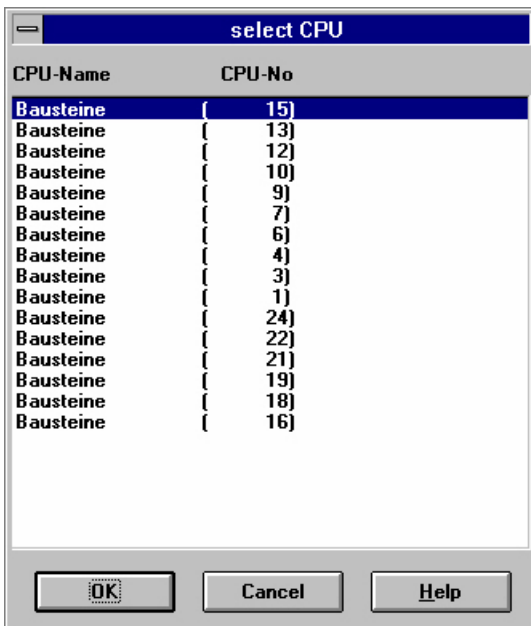 select CPU
CPU-Name CPU-No
Bausteine ( 15)
Bausteine ( 13)
Bausteine ( 12)
Bausteine ( 10)
Bausteine ( 9)
Bausteine ( 7)
Bausteine ( 6)
Bausteine ( 4)
Bausteine ( 3)
Bausteine ( 1)
Bausteine ( 24)
Bausteine ( 22)
Bausteine ( 21)
Bausteine ( 19)
Bausteine ( 18)
Bausteine ( 16)
OK Cancel Help